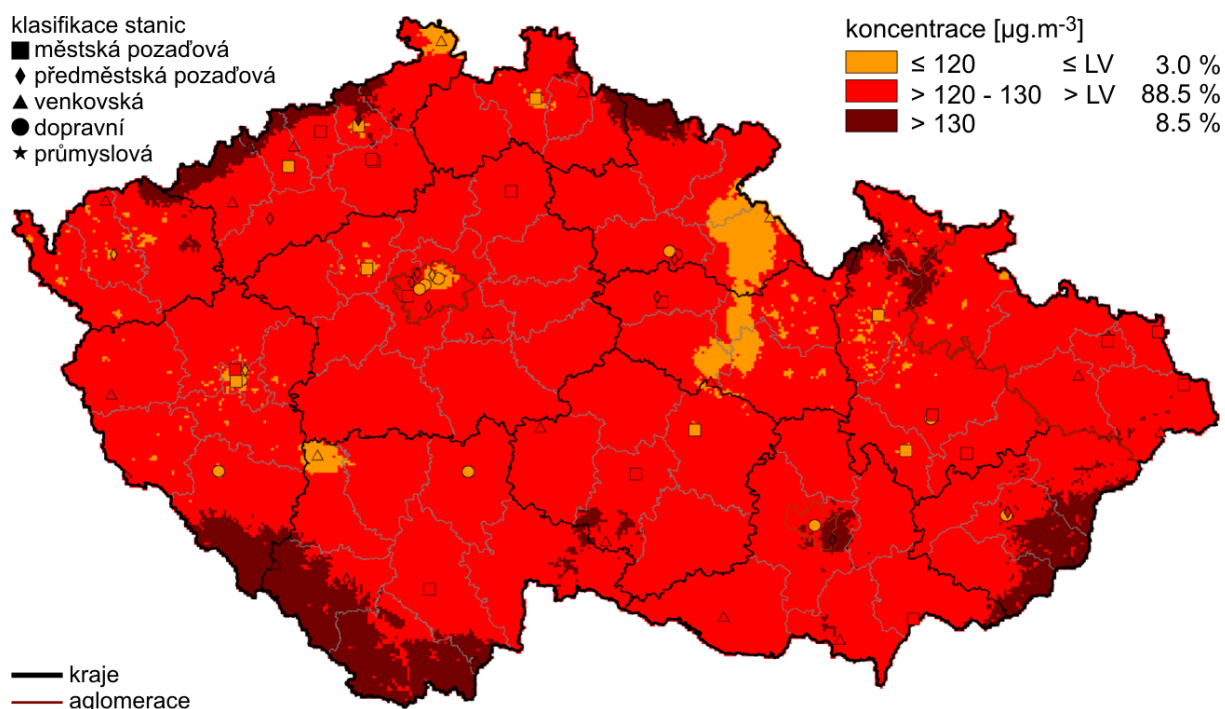 klasifikace stanic
městská pozaďová
předměstská pozaďová
venkovská
dopravní
průmyslová
koncentrace [µg.m-3]
≤ 120 ≤ LV 3.0 %
> 120 - 130 > LV 88.5 %
> 130 8.5 %
kraje
aglomerace